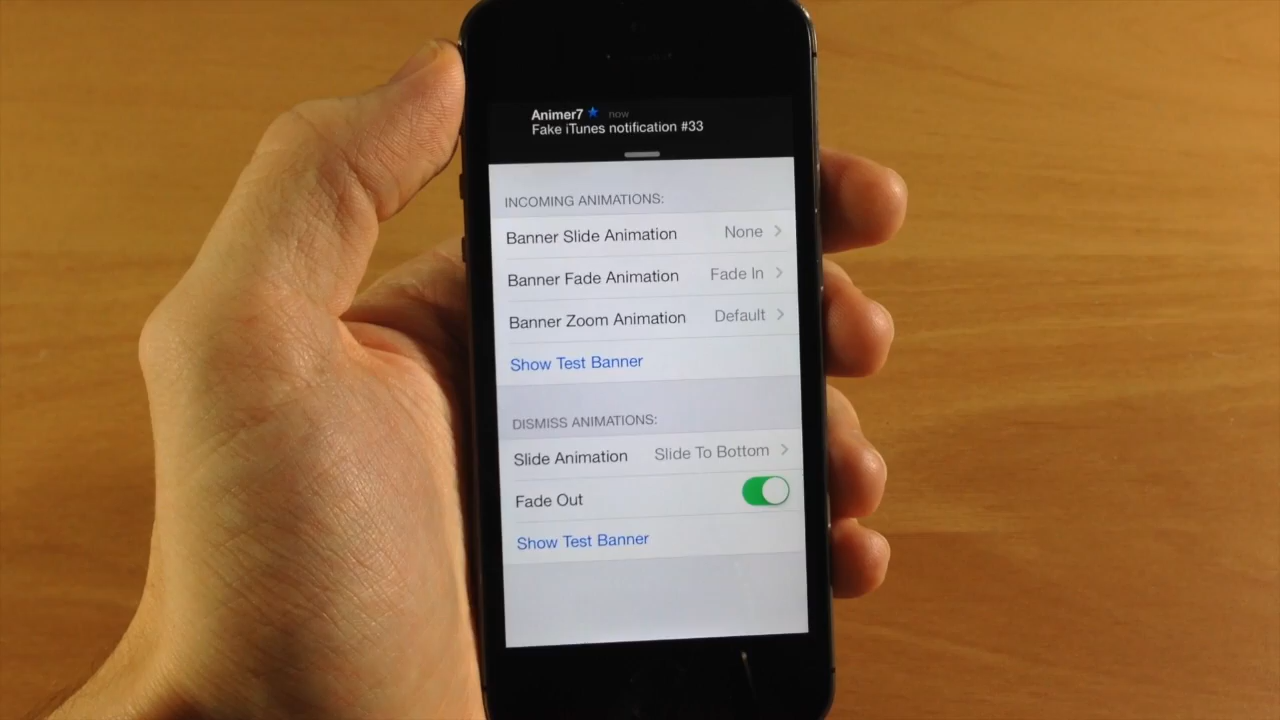 Animer7 now
Fake iTunes notification #33
INCOMING ANIMATIONS:
Banner Slide Animation None
Banner Fade Animation Fade In
Banner Zoom Animation Default
Show Test Banner
DISMISS ANIMATIONS:
Slide Animation Slide To Bottom
Fade Out
Show Test Banner